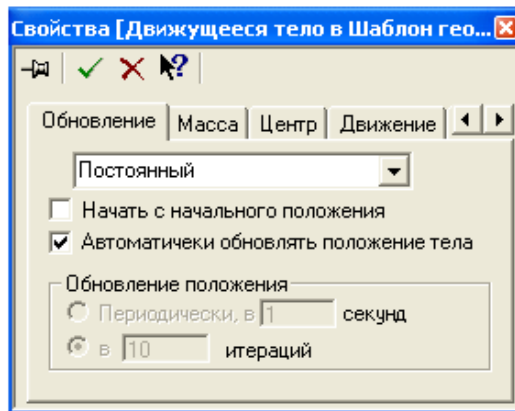 Свойства [Движущееся тело в Шаблон гео...
Обновление Масса Центр Движение
Постоянный
Начать с начального положения
Автоматичеки обновлять положение тела
Обновление положения
Периодически, в 1 секунд
в 10 итераций